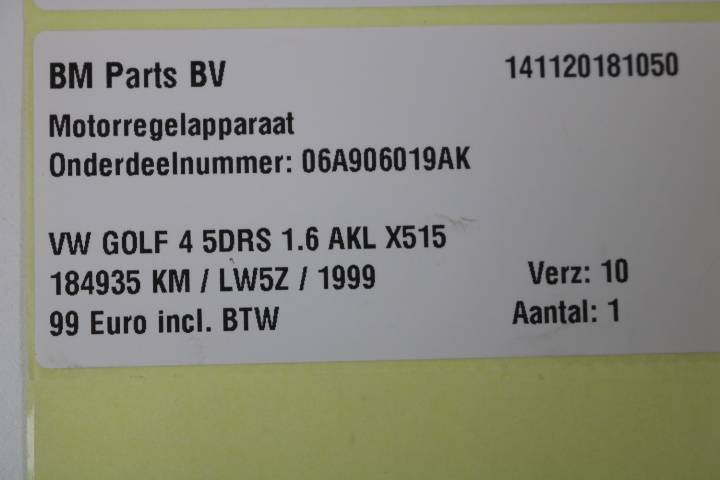 BM Parts BV 141120181050
Motorregelapparaat
Onderdeelnummer: 06A906019AK
VW GOLF 4 5DRS 1.6 AKL X515
184935 KM / LW5Z / 1999 Verz: 10
99 Euro incl. BTW Aantal: 1